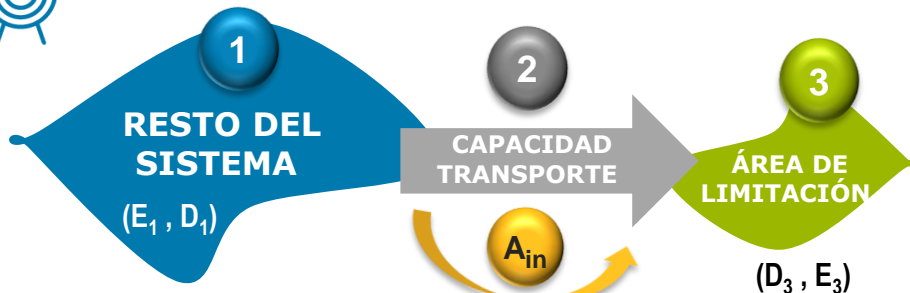 1
RESTO DEL
SISTEMA
(E₁ , D₁)
2
CAPACIDAD
TRANSPORTE
Aᵢₙ
3
ÁREA DE
LIMITACIÓN
(D₃ , E₃)